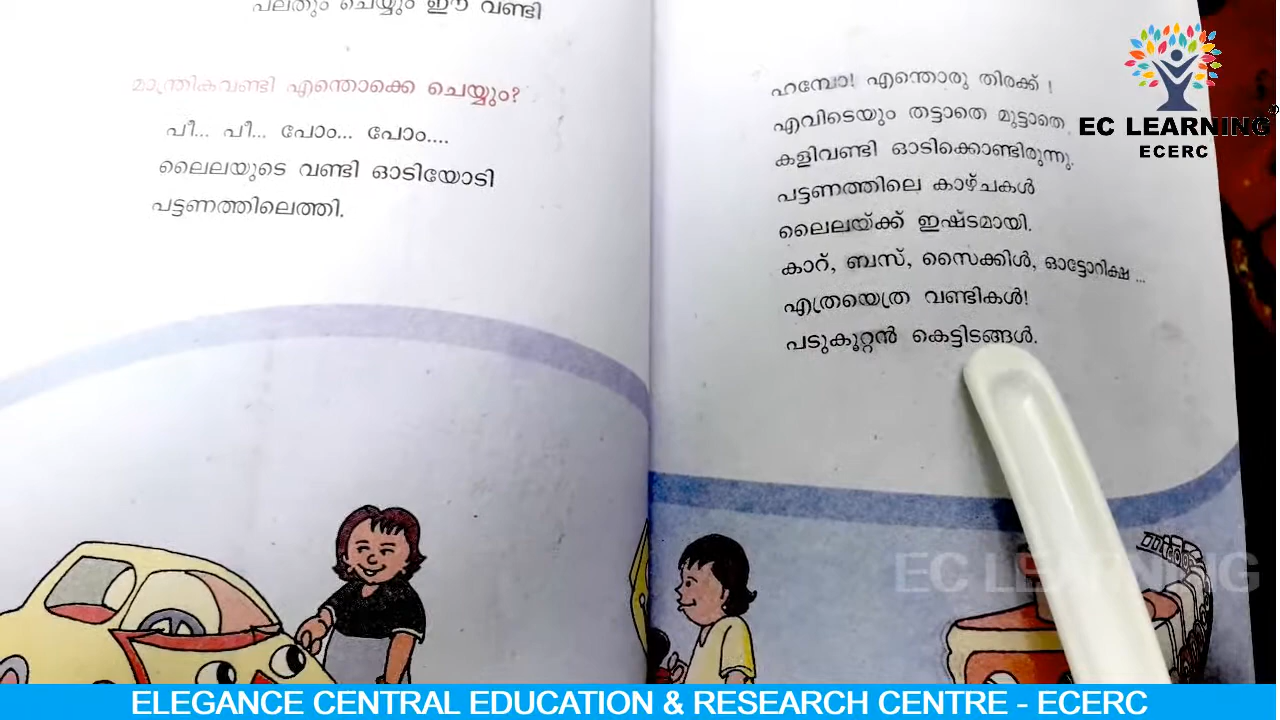 പലതും ചെയ്യും ഈ വണ്ടി
മാന്ത്രികവണ്ടി എന്തൊക്കെ ചെയ്യും?
പീ... പീ... പോം... പോം....
ലൈലയുടെ വണ്ടി ഓടിയോടി
പട്ടണത്തിലെത്തി.
ഹമ്പോ! എന്തൊരു തിരക്ക് !
എവിടെയും തട്ടാതെ മുട്ടാതെ
കളിവണ്ടി ഓടിക്കൊണ്ടിരുന്നു.
പട്ടണത്തിലെ കാഴ്ചകൾ
ലൈലയ്ക്ക് ഇഷ്ടമായി.
കാറ്, ബസ്, സൈക്കിൾ, ഓട്ടോറിക്ഷ ...
എത്രയെത്ര വണ്ടികൾ!
പടുകൂറ്റൻ കെട്ടിടങ്ങൾ.
EC LEARNING
ECERC
EC LEARNING
ELEGANCE CENTRAL EDUCATION & RESEARCH CENTRE - ECERC